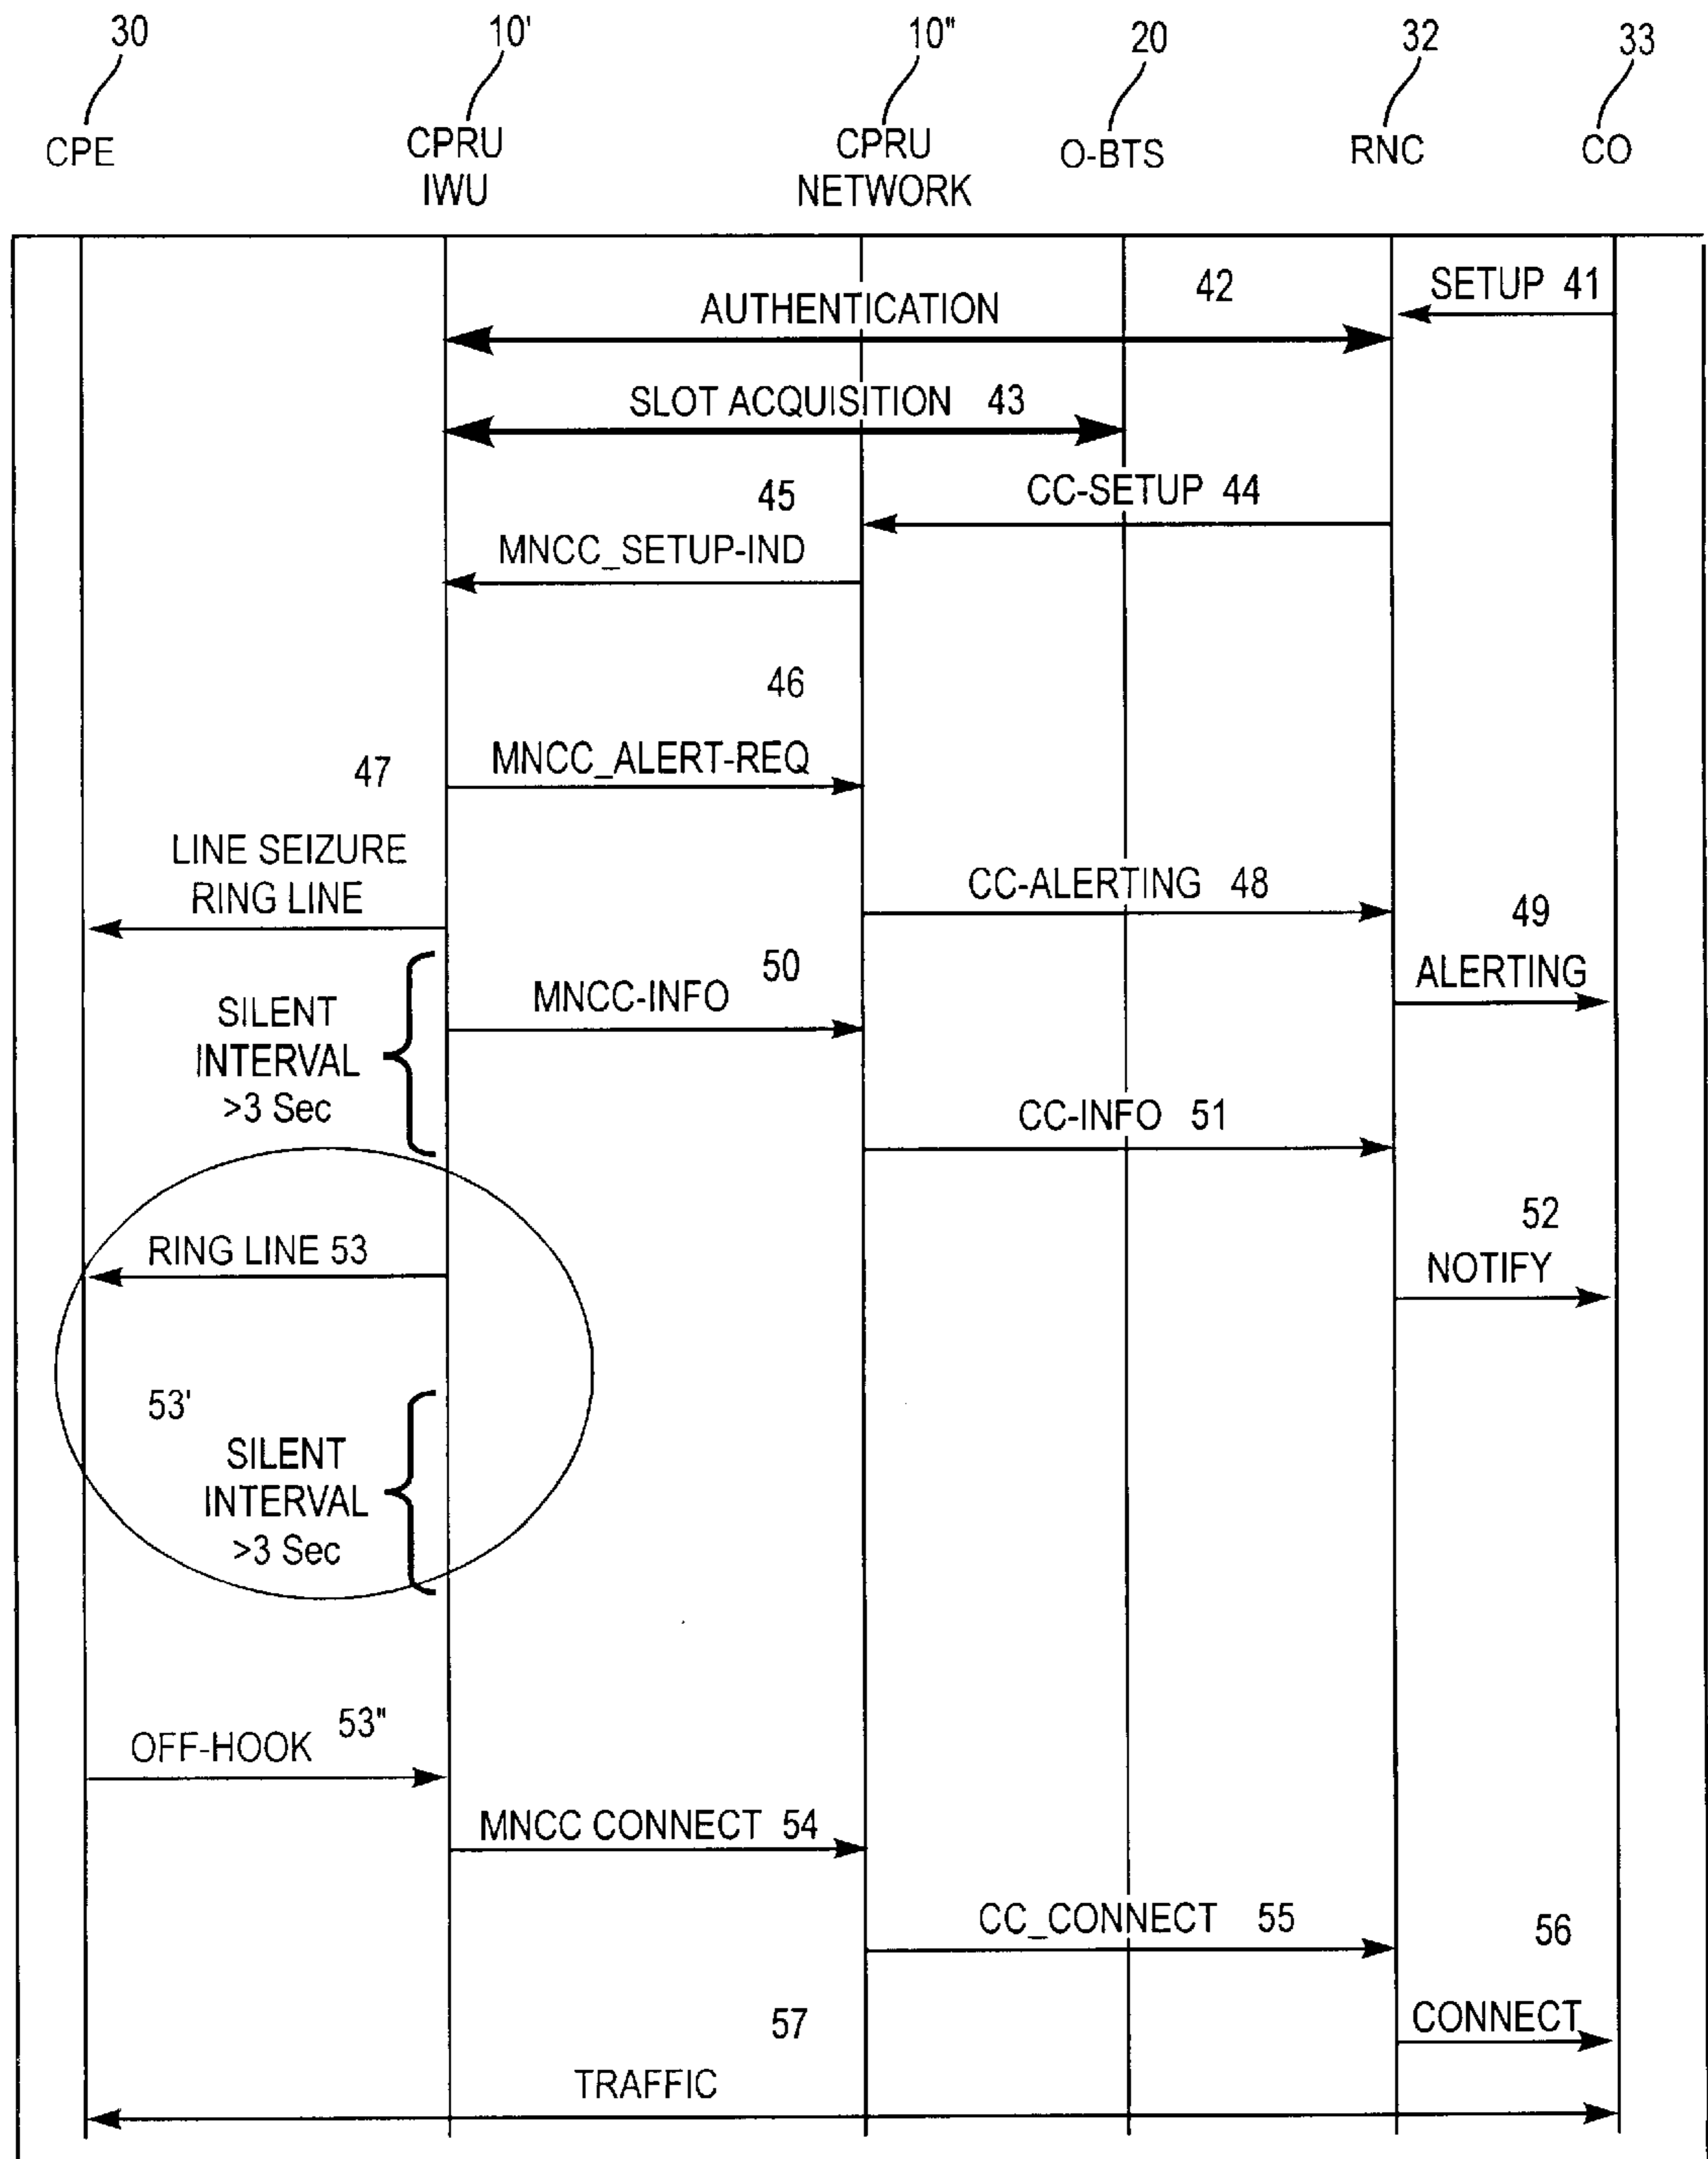 30 10' 10" 20 32 33
CPE CPRU IWU CPRU NETWORK O-BTS RNC CO
SETUP 41
AUTHENTICATION 42
SLOT ACQUISITION 43
CC-SETUP 44
45
MNCC_SETUP-IND
46
MNCC_ALERT-REQ
47
LINE SEIZURE
RING LINE
CC-ALERTING 48
49
ALERTING
50
MNCC-INFO
SILENT
INTERVAL
>3 Sec
CC-INFO 51
52
NOTIFY
RING LINE 53
53'
SILENT
INTERVAL
>3 Sec
53"
OFF-HOOK
MNCC CONNECT 54
CC_CONNECT 55
56
CONNECT
57
TRAFFIC